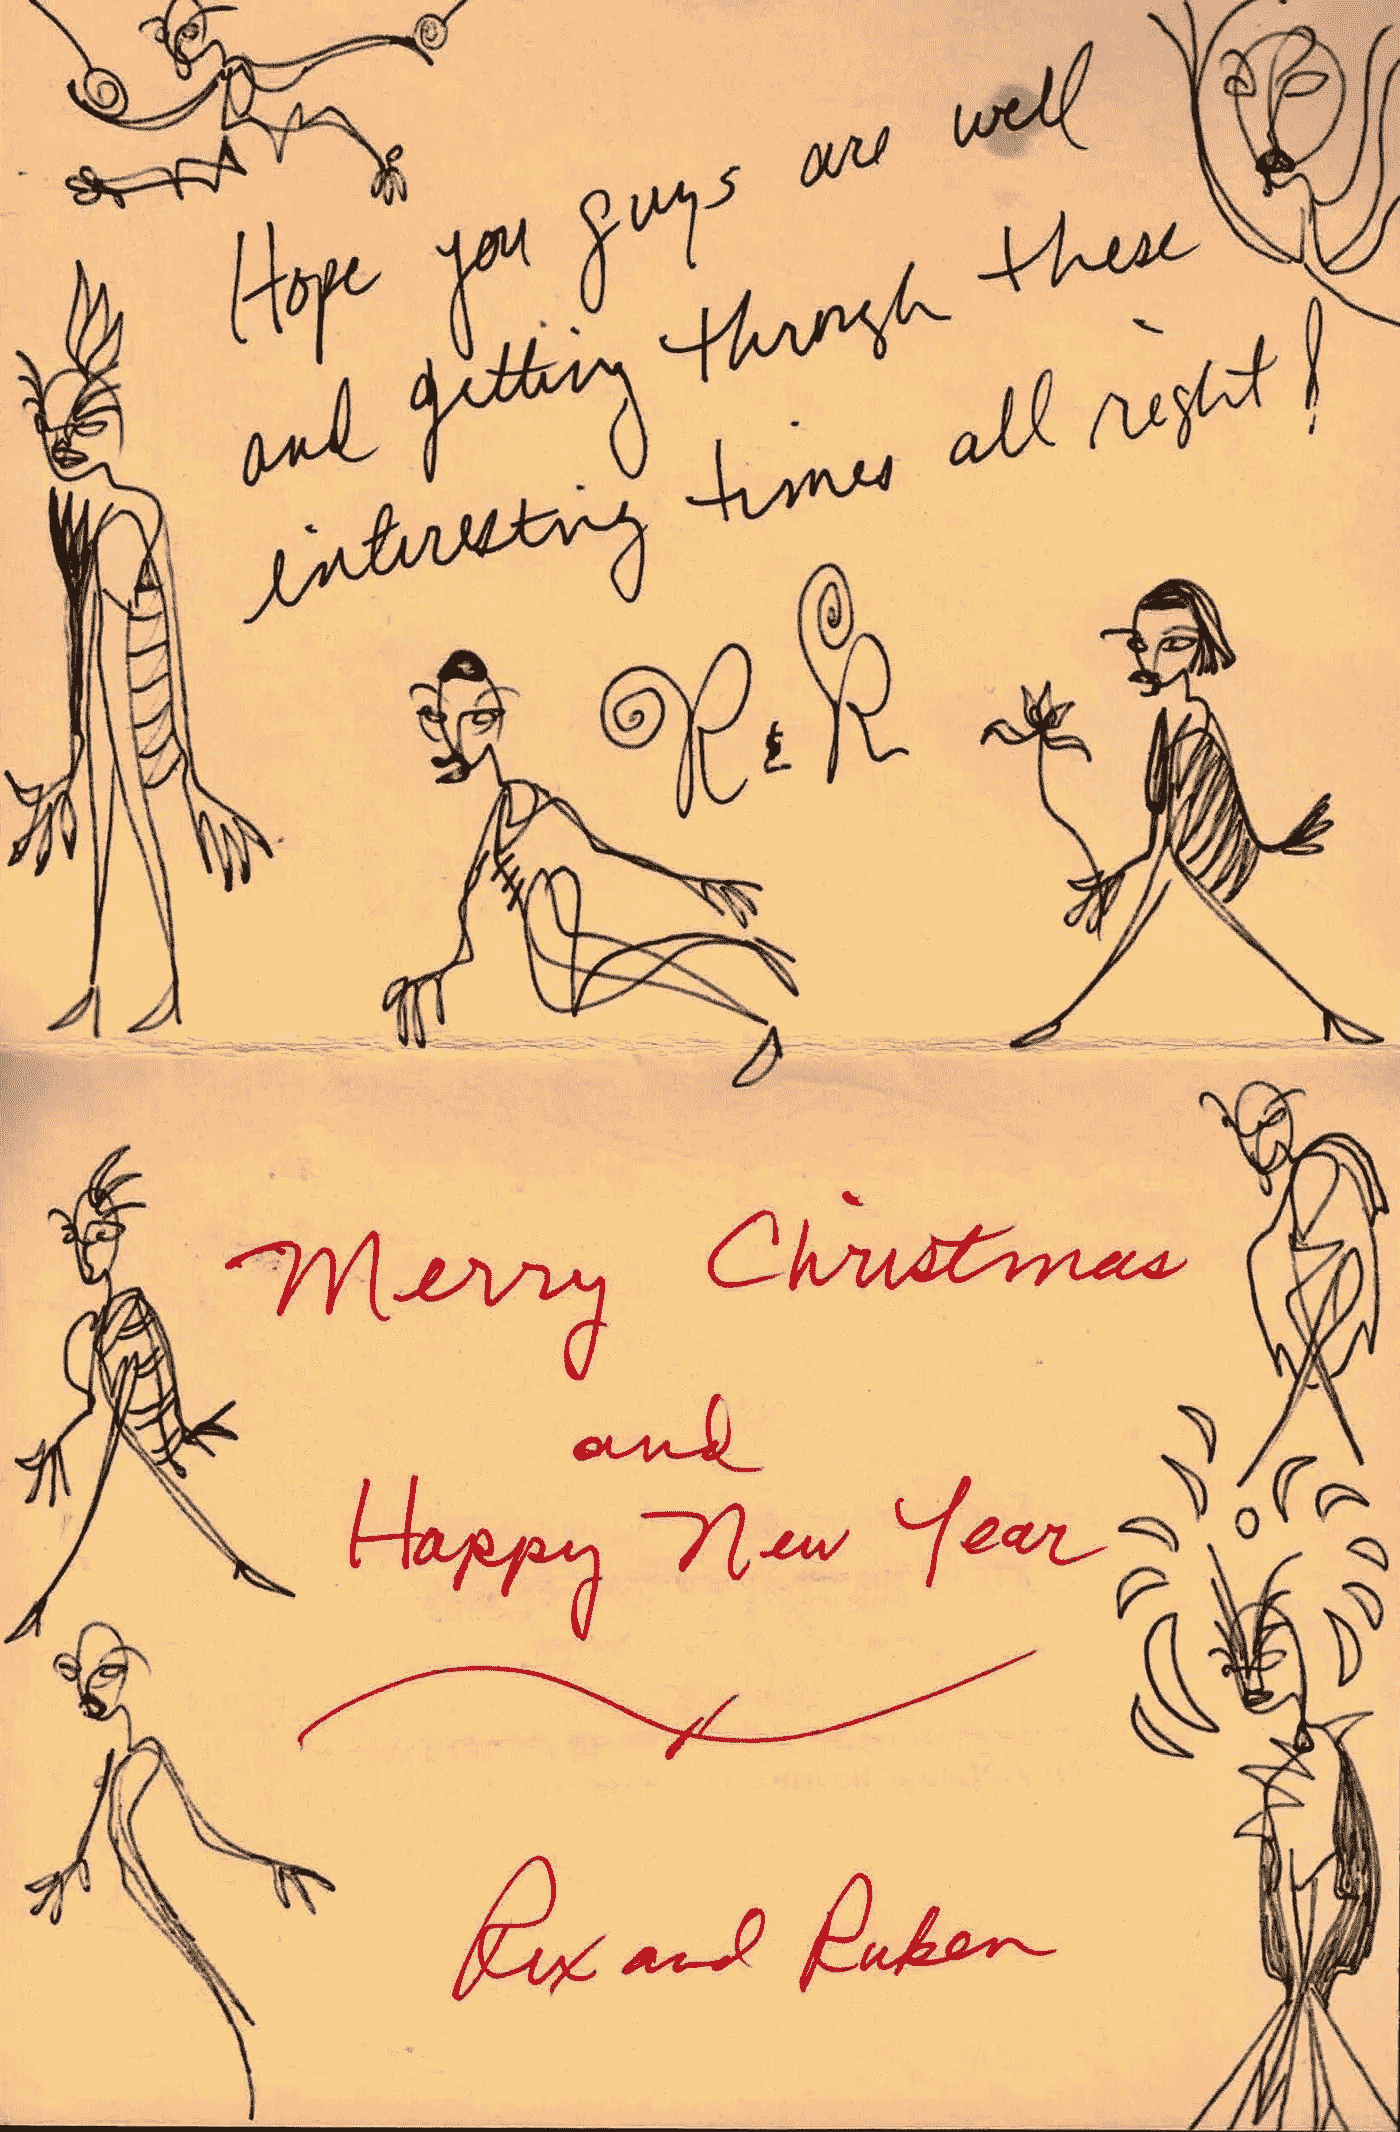 Hope you guys are well
and getting through these
interesting times all right!
R & R
Merry Christmas
and
Happy New Year
Rix and Ruben